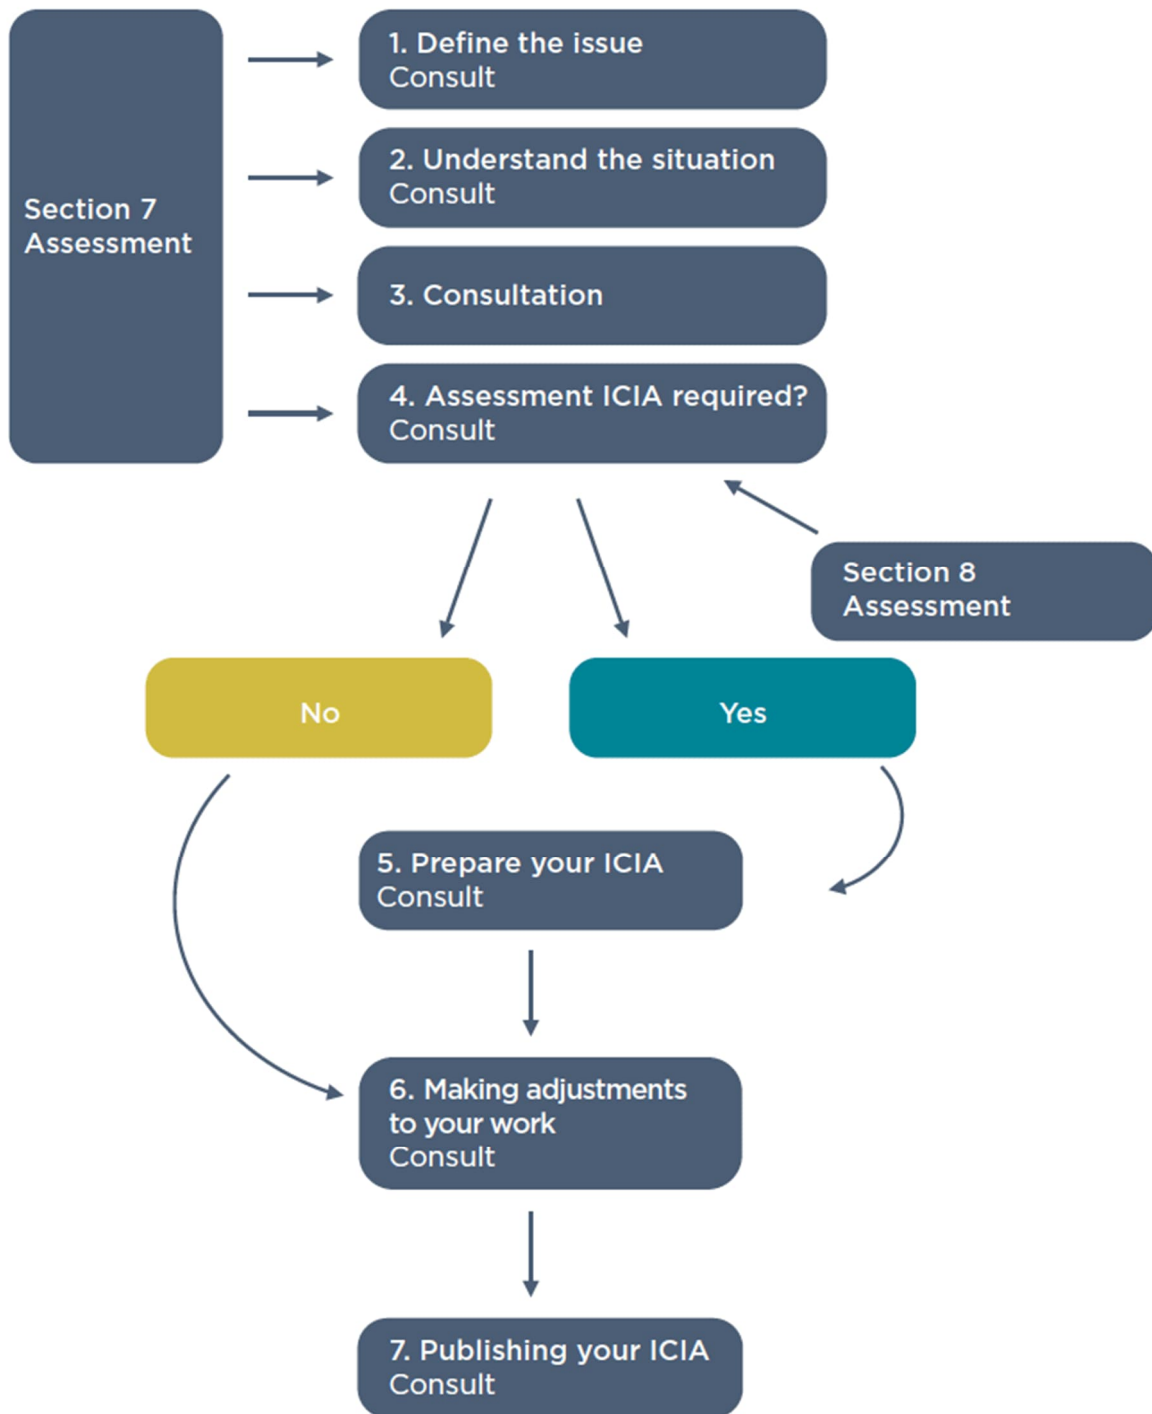 Section 7
Assessment
1. Define the issue
Consult
2. Understand the situation
Consult
3. Consultation
4. Assessment ICIA required?
Consult
Section 8
Assessment
No
Yes
5. Prepare your ICIA
Consult
6. Making adjustments
to your work
Consult
7. Publishing your ICIA
Consult